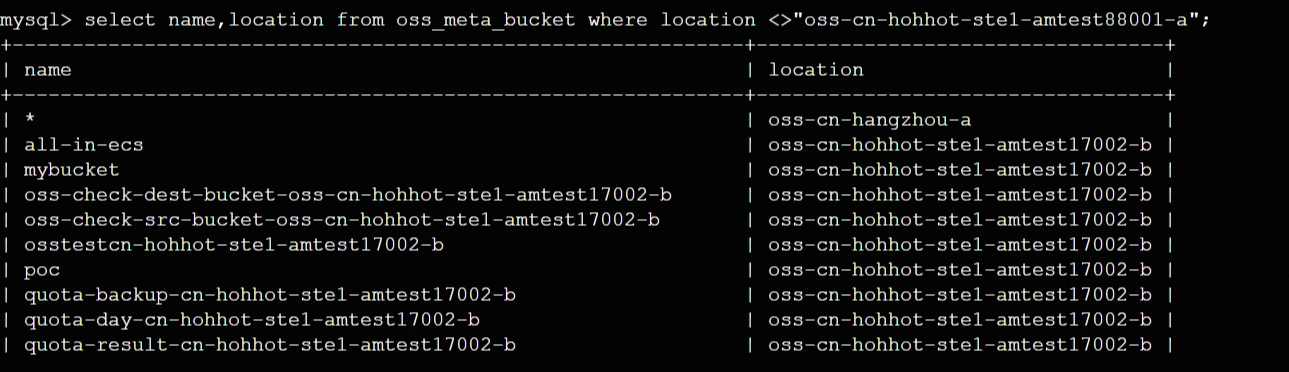 mysql> select name,location from oss_meta_bucket where location <>"oss-cn-hohhot-ste1-amtest88001-a";
+--------------------------------------------------------------+----------------------------------+
| name | location |
+--------------------------------------------------------------+----------------------------------+
| * | oss-cn-hangzhou-a |
| all-in-ecs | oss-cn-hohhot-ste1-amtest17002-b |
| mybucket | oss-cn-hohhot-ste1-amtest17002-b |
| oss-check-dest-bucket-oss-cn-hohhot-ste1-amtest17002-b | oss-cn-hohhot-ste1-amtest17002-b |
| oss-check-src-bucket-oss-cn-hohhot-ste1-amtest17002-b | oss-cn-hohhot-ste1-amtest17002-b |
| osstestcn-hohhot-ste1-amtest17002-b | oss-cn-hohhot-ste1-amtest17002-b |
| poc | oss-cn-hohhot-ste1-amtest17002-b |
| quota-backup-cn-hohhot-ste1-amtest17002-b | oss-cn-hohhot-ste1-amtest17002-b |
| quota-day-cn-hohhot-ste1-amtest17002-b | oss-cn-hohhot-ste1-amtest17002-b |
| quota-result-cn-hohhot-ste1-amtest17002-b | oss-cn-hohhot-ste1-amtest17002-b |